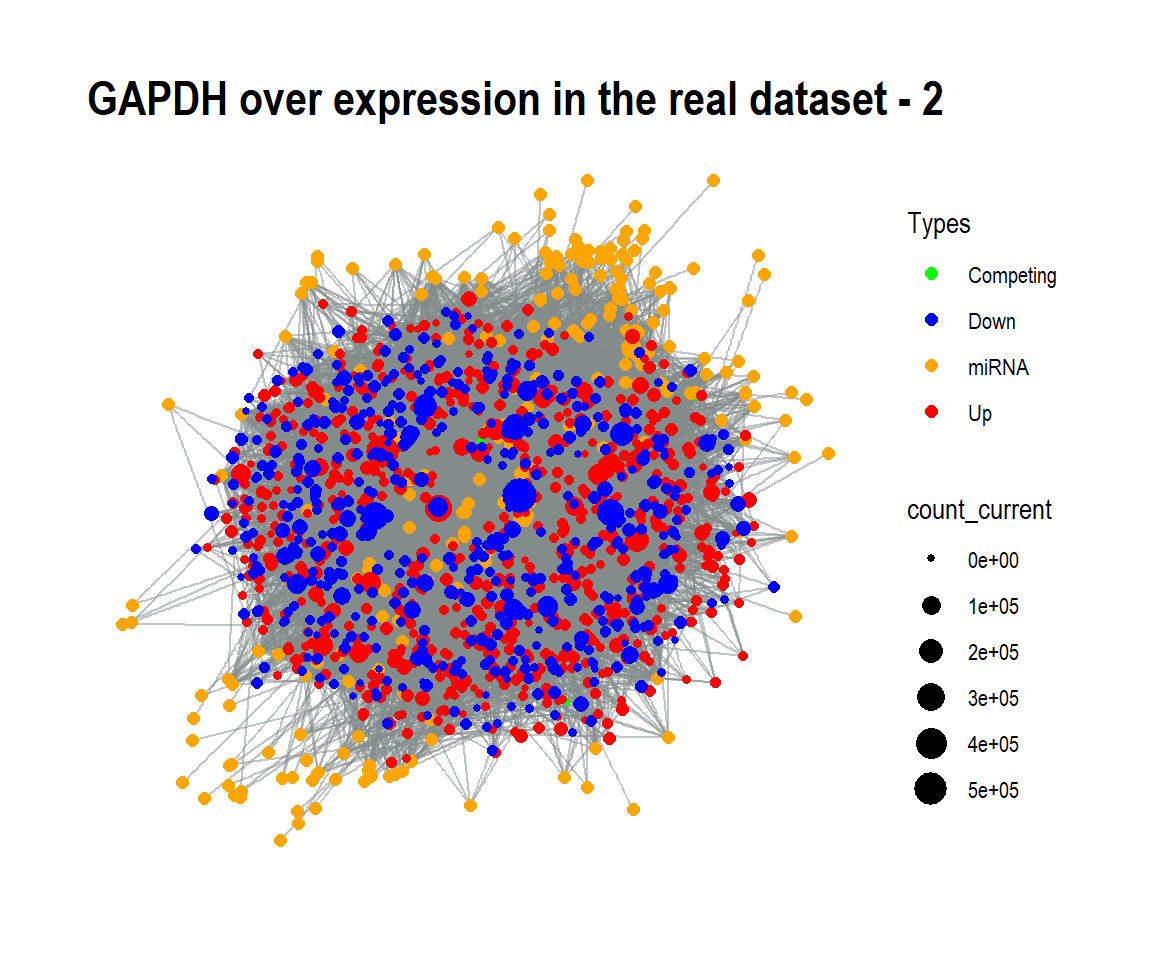 GAPDH over expression in the real dataset - 2
Types
Competing
Down
miRNA
Up
count_current
0e+00
1e+05
2e+05
3e+05
4e+05
5e+05